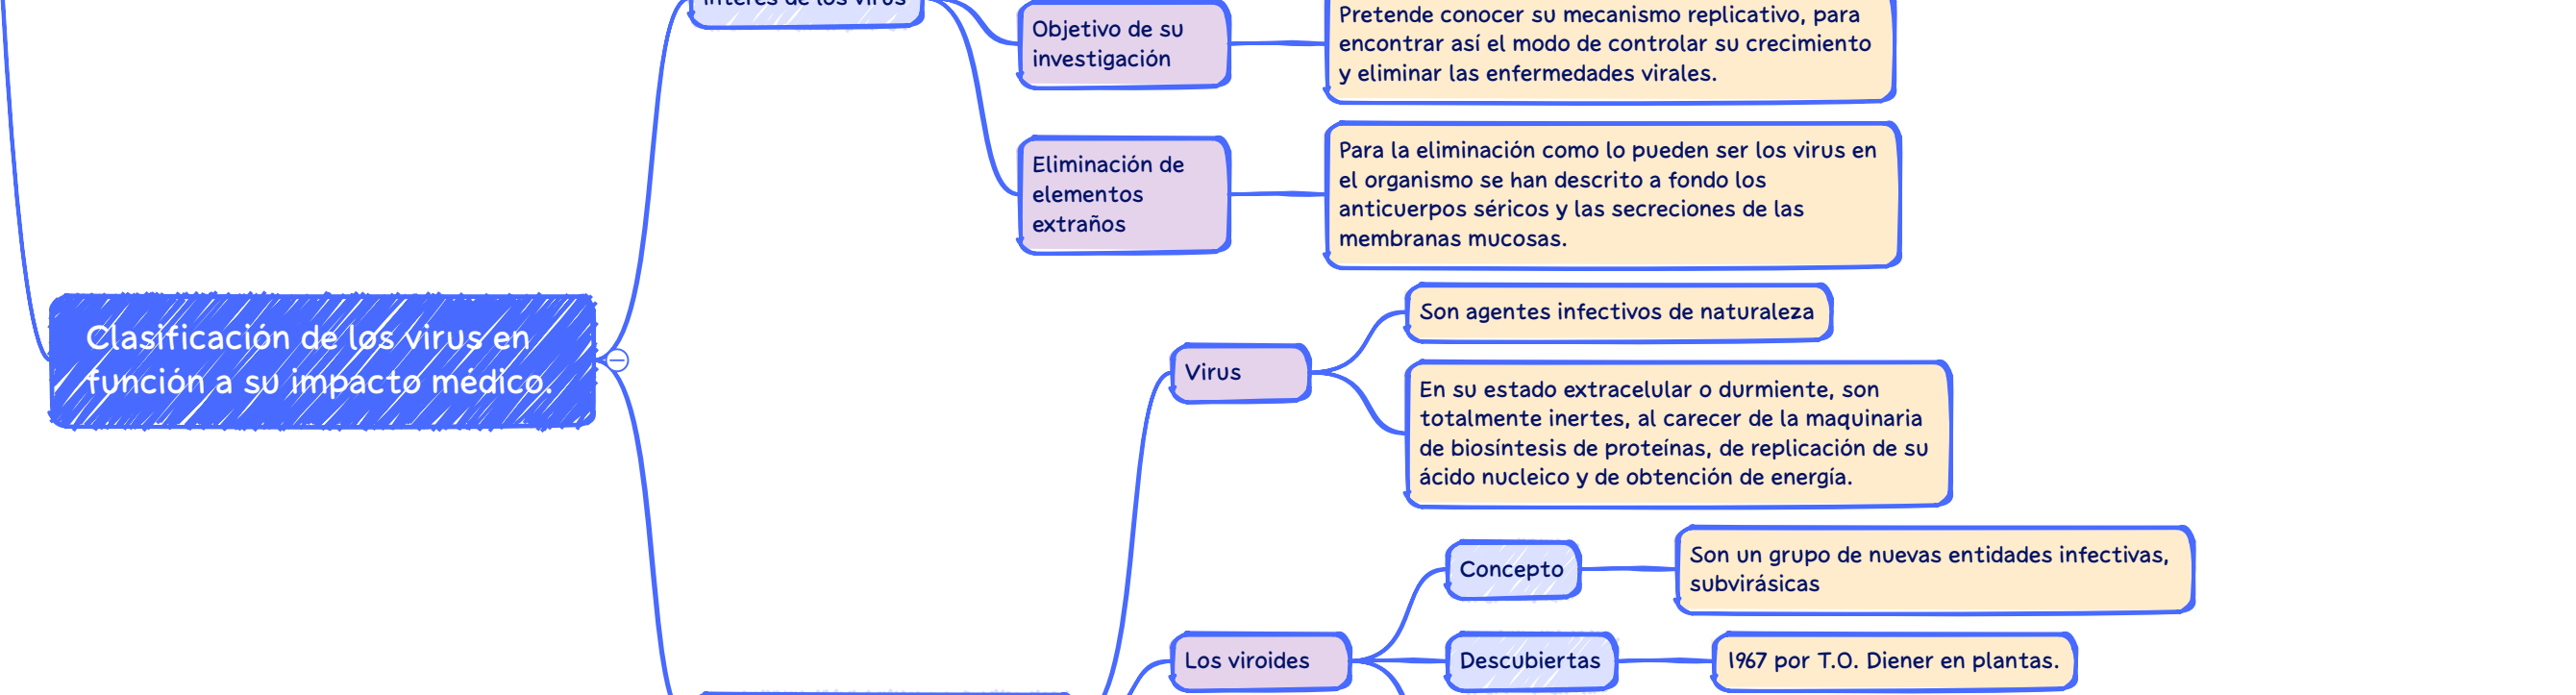 Interés de los virus
Objetivo de su
investigación
Pretende conocer su mecanismo replicativo, para
encontrar así el modo de controlar su crecimiento
y eliminar las enfermedades virales.
Eliminación de
elementos
extraños
Para la eliminación como lo pueden ser los virus en
el organismo se han descrito a fondo los
anticuerpos séricos y las secreciones de las
membranas mucosas.
Clasificación de los virus en
función a su impacto médico.
Virus
Son agentes infectivos de naturaleza
En su estado extracelular o durmiente, son
totalmente inertes, al carecer de la maquinaria
de biosíntesis de proteínas, de replicación de su
ácido nucleico y de obtención de energía.
Los viroides
Concepto
Son un grupo de nuevas entidades infectivas,
subvirásicas
Descubiertas
1967 por T.O. Diener en plantas.